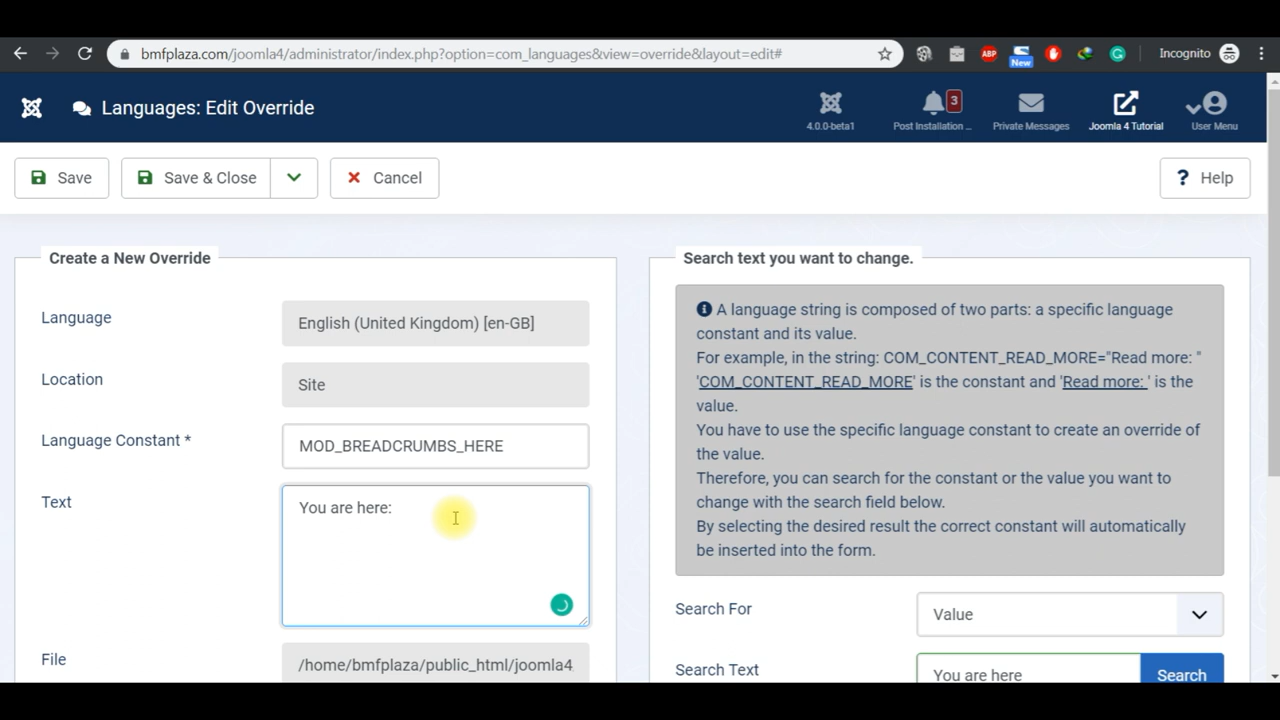 bmfplaza.com/joomla4/administrator/index.php?option=com_languages&view=override&layout=edit#
ABP
New
Incognito
Languages: Edit Override
3
4.0.0-beta1
Post Installation ...
Private Messages
Joomla 4 Tutorial
User Menu
Save
Save & Close
Cancel
? Help
Create a New Override
Language
English (United Kingdom) [en-GB]
Location
Site
Language Constant *
MOD_BREADCRUMBS_HERE
Text
You are here:
File
/home/bmfplaza/public_html/joomla4
Search text you want to change.
A language string is composed of two parts: a specific language
constant and its value.
For example, in the string: COM_CONTENT_READ_MORE="Read more: "
'COM_CONTENT_READ_MORE' is the constant and 'Read more: ' is the
value.
You have to use the specific language constant to create an override of
the value.
Therefore, you can search for the constant or the value you want to
change with the search field below.
By selecting the desired result the correct constant will automatically
be inserted into the form.
Search For
Value
Search Text
You are here
Search